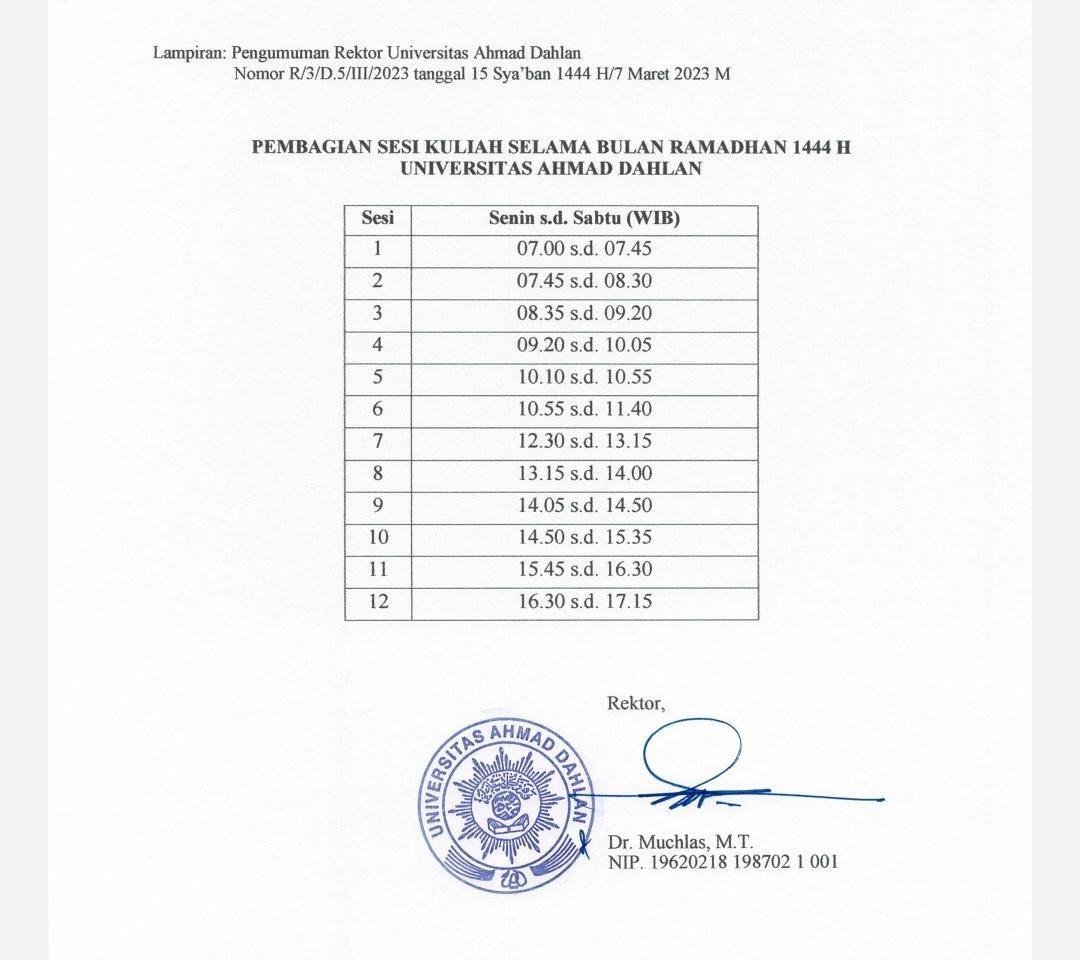 Lampiran: Pengumuman Rektor Universitas Ahmad Dahlan
Nomor R/3/D.5/III/2023 tanggal 15 Sya’ban 1444 H/7 Maret 2023 M
PEMBAGIAN SESI KULIAH SELAMA BULAN RAMADHAN 1444 H
UNIVERSITAS AHMAD DAHLAN
Sesi Senin s.d. Sabtu (WIB)
1 07.00 s.d. 07.45
2 07.45 s.d. 08.30
3 08.35 s.d. 09.20
4 09.20 s.d. 10.05
5 10.10 s.d. 10.55
6 10.55 s.d. 11.40
7 12.30 s.d. 13.15
8 13.15 s.d. 14.00
9 14.05 s.d. 14.50
10 14.50 s.d. 15.35
11 15.45 s.d. 16.30
12 16.30 s.d. 17.15
Rektor,
UNIVERSITAS AHMAD DAHLAN
Dr. Muchlas, M.T.
NIP. 19620218 198702 1 001